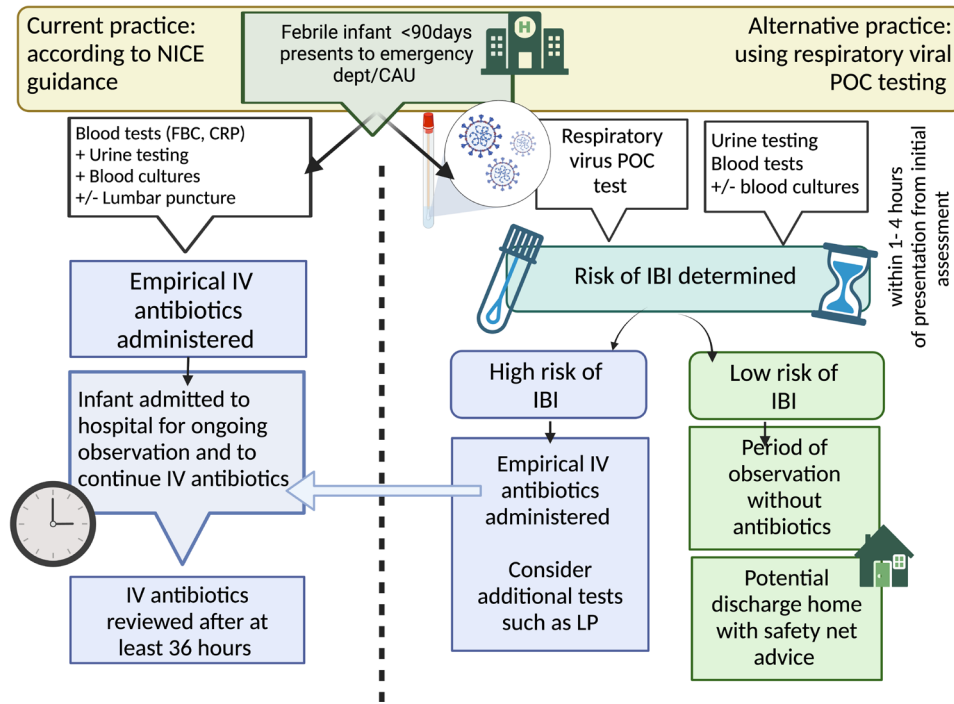 Current practice:
according to NICE
guidance
Febrile infant <90days
presents to emergency
dept/CAU
H
Alternative practice:
using respiratory viral
POC testing
Blood tests (FBC, CRP)
+ Urine testing
+ Blood cultures
+/- Lumbar puncture
Empirical IV
antibiotics
administered
Infant admitted to
hospital for ongoing
observation and to
continue IV antibiotics
IV antibiotics
reviewed after at
least 36 hours
Respiratory
virus POC
test
Urine testing
Blood tests
+/- blood cultures
within 1- 4 hours
of presentation from initial
assessment
Risk of IBI determined
High risk of
IBI
Empirical IV
antibiotics
administered
Consider
additional tests
such as LP
Low risk of
IBI
Period of
observation
without
antibiotics
Potential
discharge home
with safety net
advice